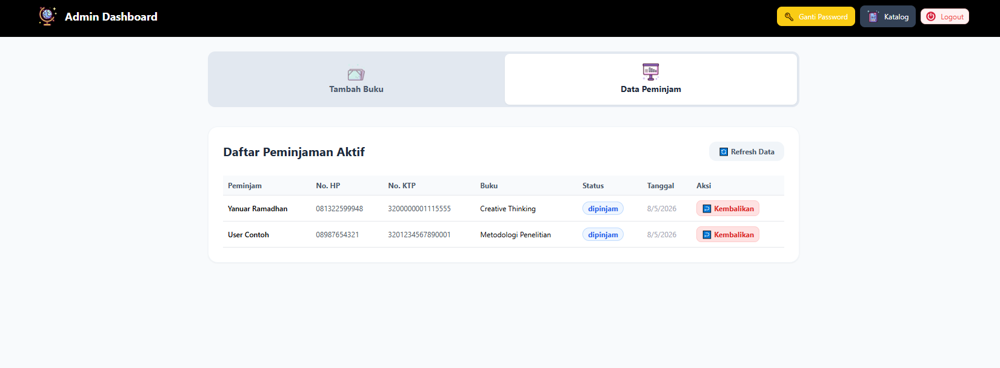 Admin Dashboard
Ganti Password
Katalog
Logout
Tambah Buku
Data Peminjam
Daftar Peminjaman Aktif
Refresh Data
Peminjam No. HP No. KTP Buku Status Tanggal Aksi
Yanuar Ramadhan 081322599948 3200000001115555 Creative Thinking dipinjam 8/5/2026 Kembalikan
User Contoh 08987654321 3201234567890001 Metodologi Penelitian dipinjam 8/5/2026 Kembalikan